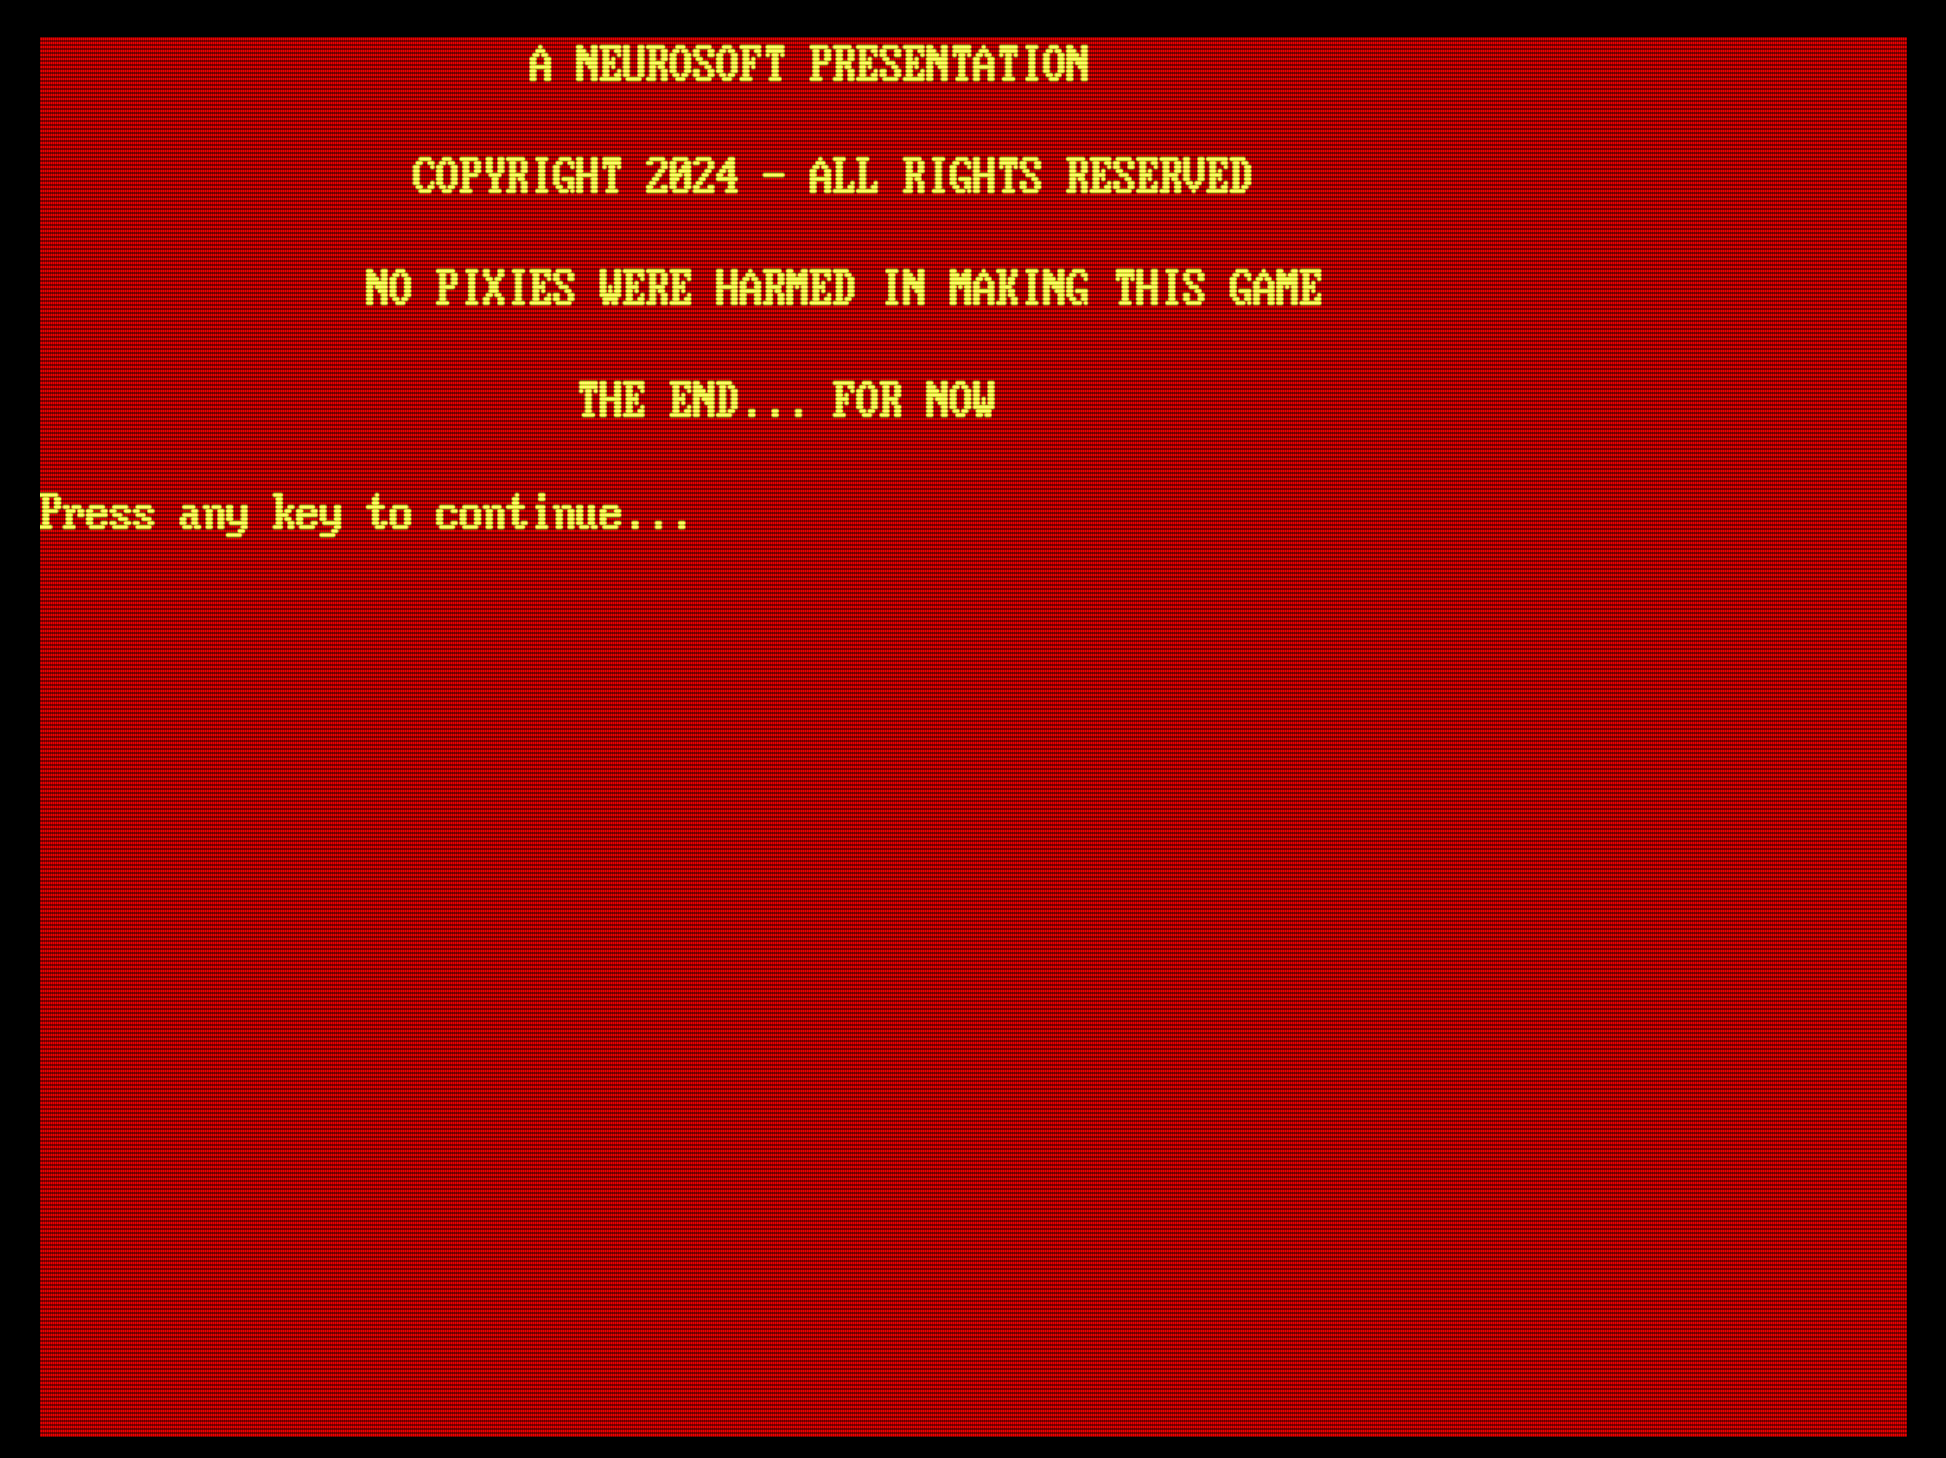 A NEUROSOFT PRESENTATION
COPYRIGHT 2024 - ALL RIGHTS RESERVED
NO PIXIES WERE HARMED IN MAKING THIS GAME
THE END... FOR NOW
Press any key to continue...